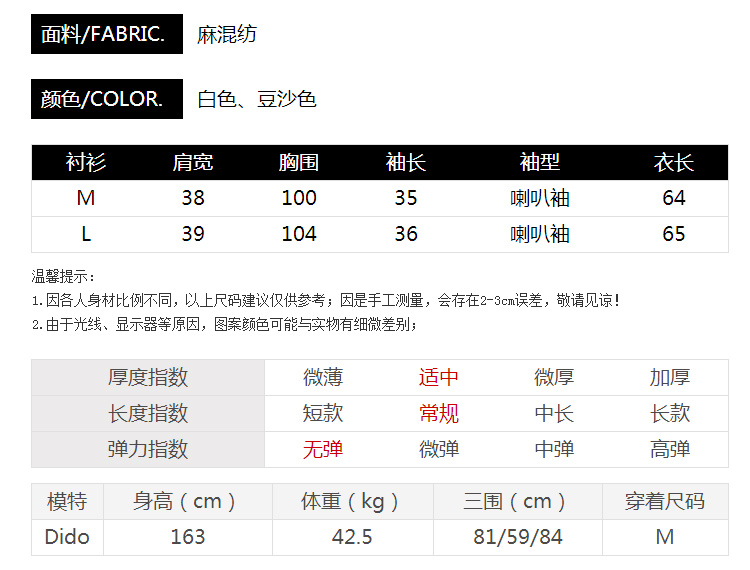 面料/FABRIC. 麻混纺
颜色/COLOR. 白色、豆沙色
衬衫 肩宽 胸围 袖长 袖型 衣长
M 38 100 35 喇叭袖 64
L 39 104 36 喇叭袖 65
温馨提示：
1.因各人身材比例不同，以上尺码建议仅供参考；因是手工测量，会存在2-3cm误差，敬请见谅！
2.由于光线、显示器等原因，图案颜色可能与实物有细微差别；
厚度指数 微薄 适中 微厚 加厚
长度指数 短款 常规 中长 长款
弹力指数 无弹 微弹 中弹 高弹
模特 身高（cm） 体重（kg） 三围（cm） 穿着尺码
Dido 163 42.5 81/59/84 M